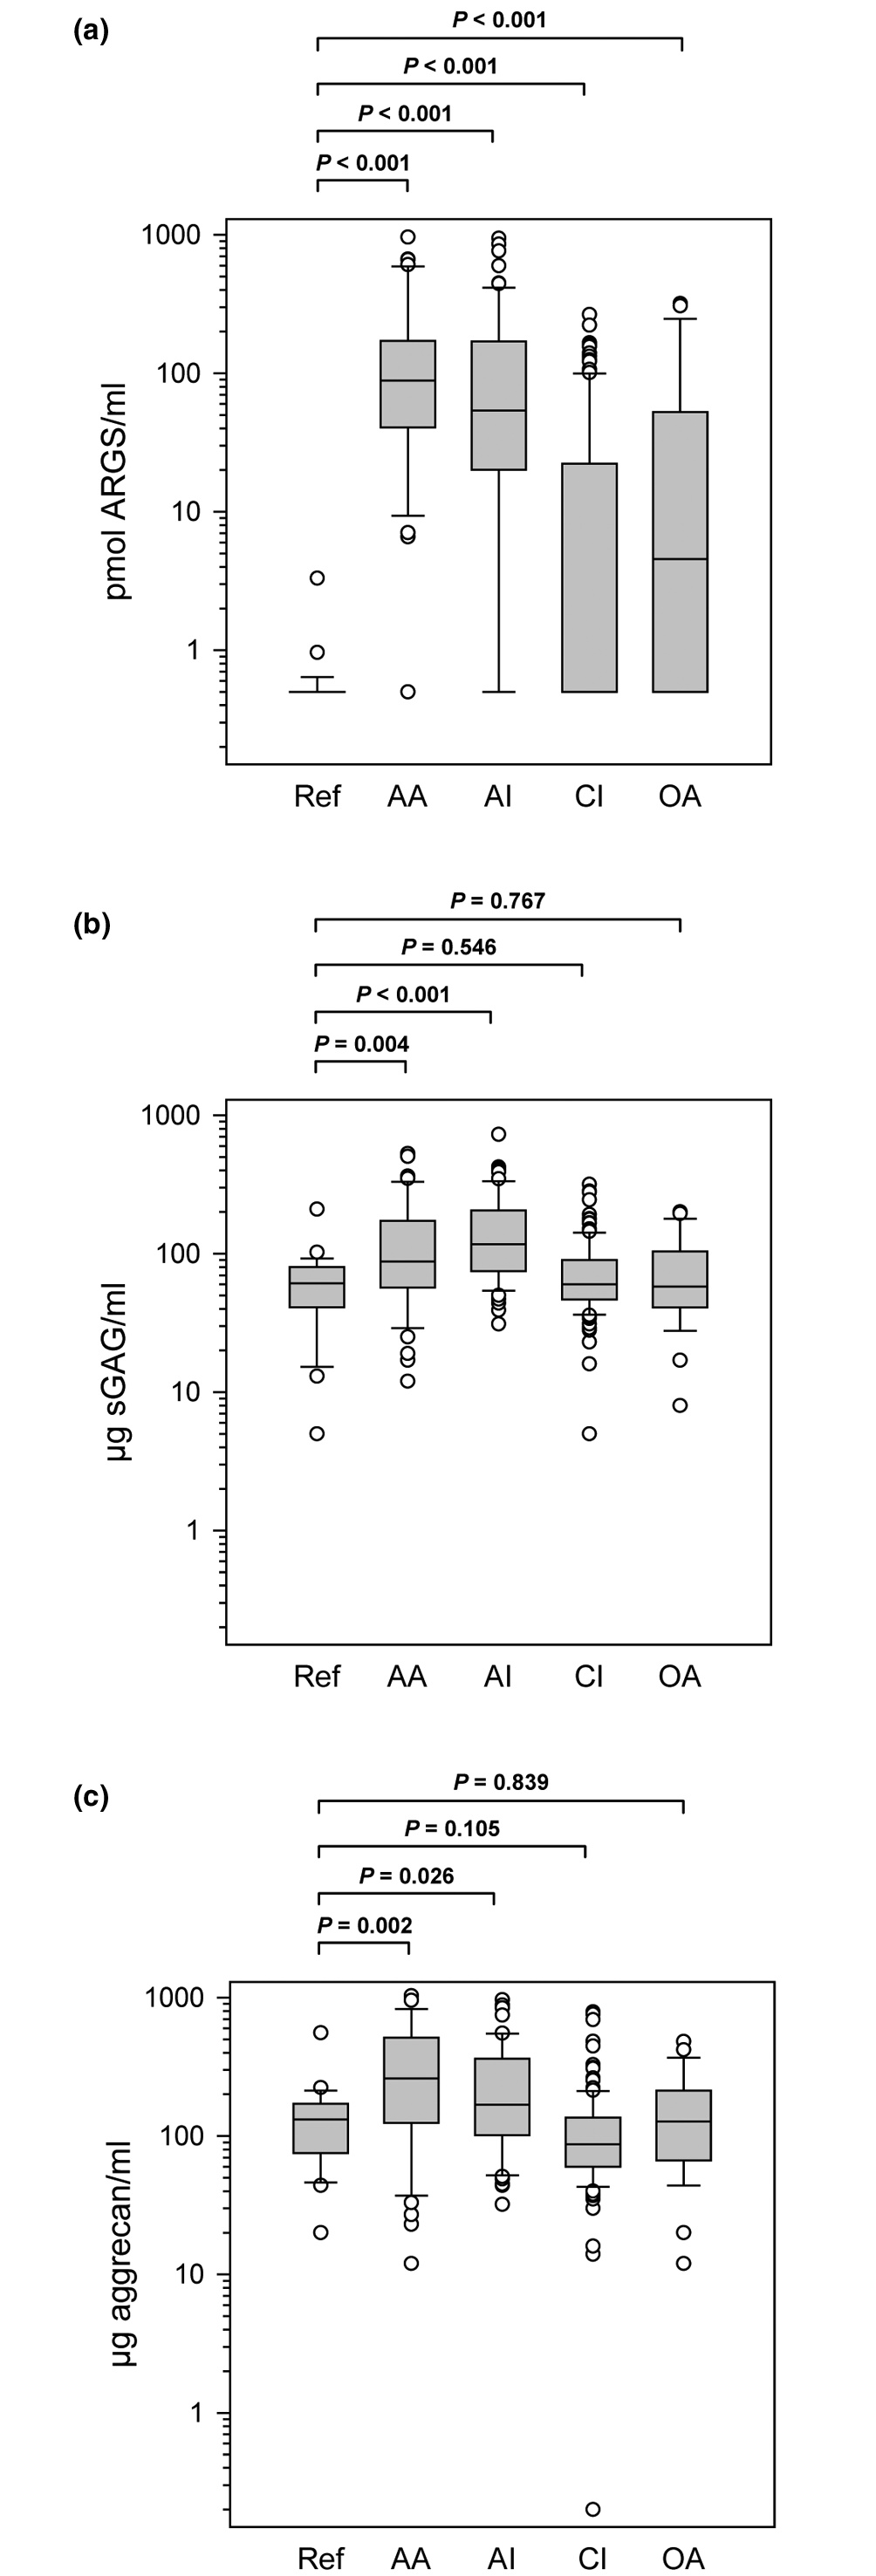 (a)
P < 0.001
P < 0.001
P < 0.001
P < 0.001
1000
100
10
1
pmol ARGS/ml
Ref AA AI CI OA
(b)
P = 0.767
P = 0.546
P < 0.001
P = 0.004
1000
100
10
1
µg sGAG/ml
Ref AA AI CI OA
(c)
P = 0.839
P = 0.105
P = 0.026
P = 0.002
1000
100
10
1
µg aggrecan/ml
Ref AA AI CI OA